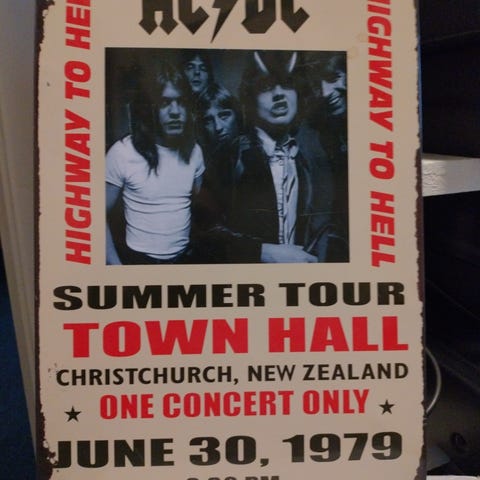 AC/DC
HIGHWAY TO HELL
HIGHWAY TO HELL
SUMMER TOUR
TOWN HALL
CHRISTCHURCH, NEW ZEALAND
★ ONE CONCERT ONLY ★
JUNE 30, 1979